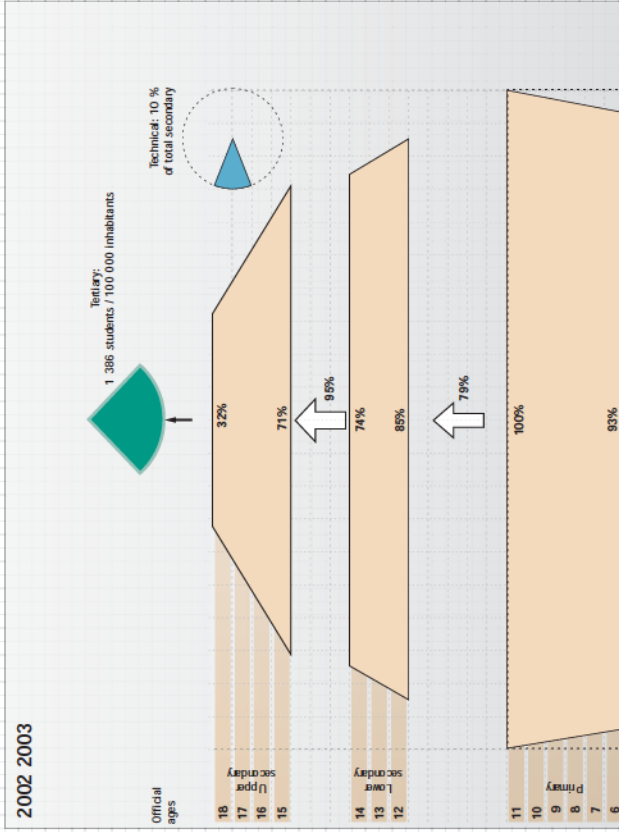 2002 2003
Official
ages
Tertiary:
1 386 students / 100 000 inhabitants
Technical: 10 %
of total secondary
18
17
16
15
Upper
secondary
32%
71%
95%
14
13
12
Lower
secondary
74%
85%
79%
11
10
9
8
7
6
Primary
100%
93%